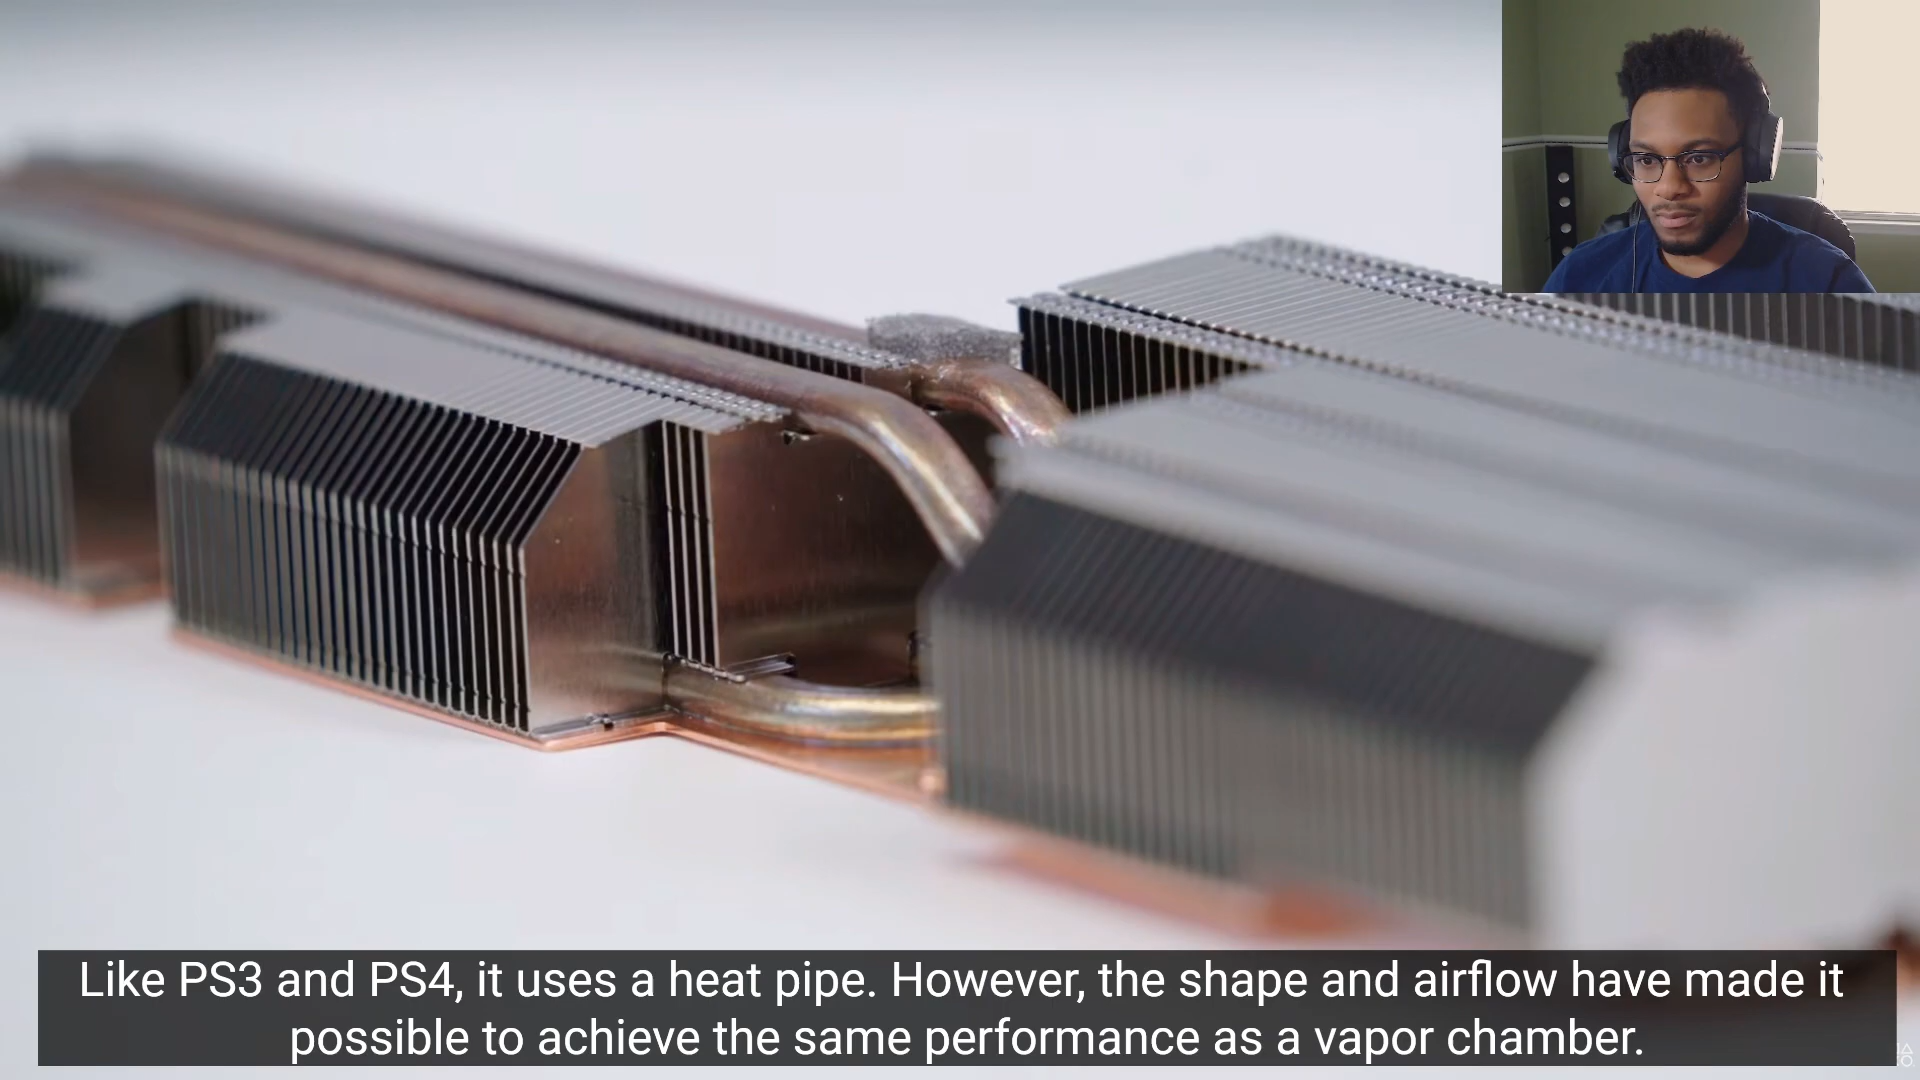 Like PS3 and PS4, it uses a heat pipe. However, the shape and airflow have made it
possible to achieve the same performance as a vapor chamber.